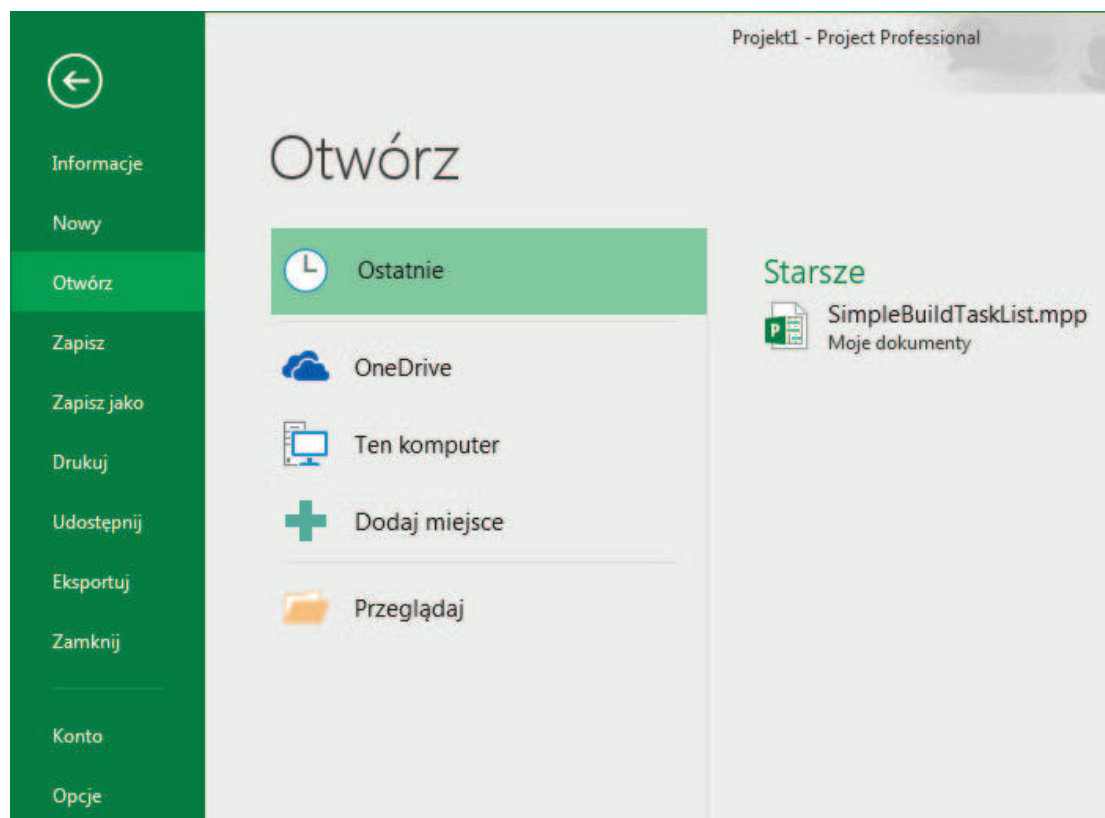 Projekt1 - Project Professional
Informacje
Nowy
Otwórz
Zapisz
Zapisz jako
Drukuj
Udostępnij
Eksportuj
Zamknij
Konto
Opcje
Otwórz
Ostatnie
OneDrive
Ten komputer
Dodaj miejsce
Przeglądaj
Starsze
P
SimpleBuildTaskList.mpp
Moje dokumenty